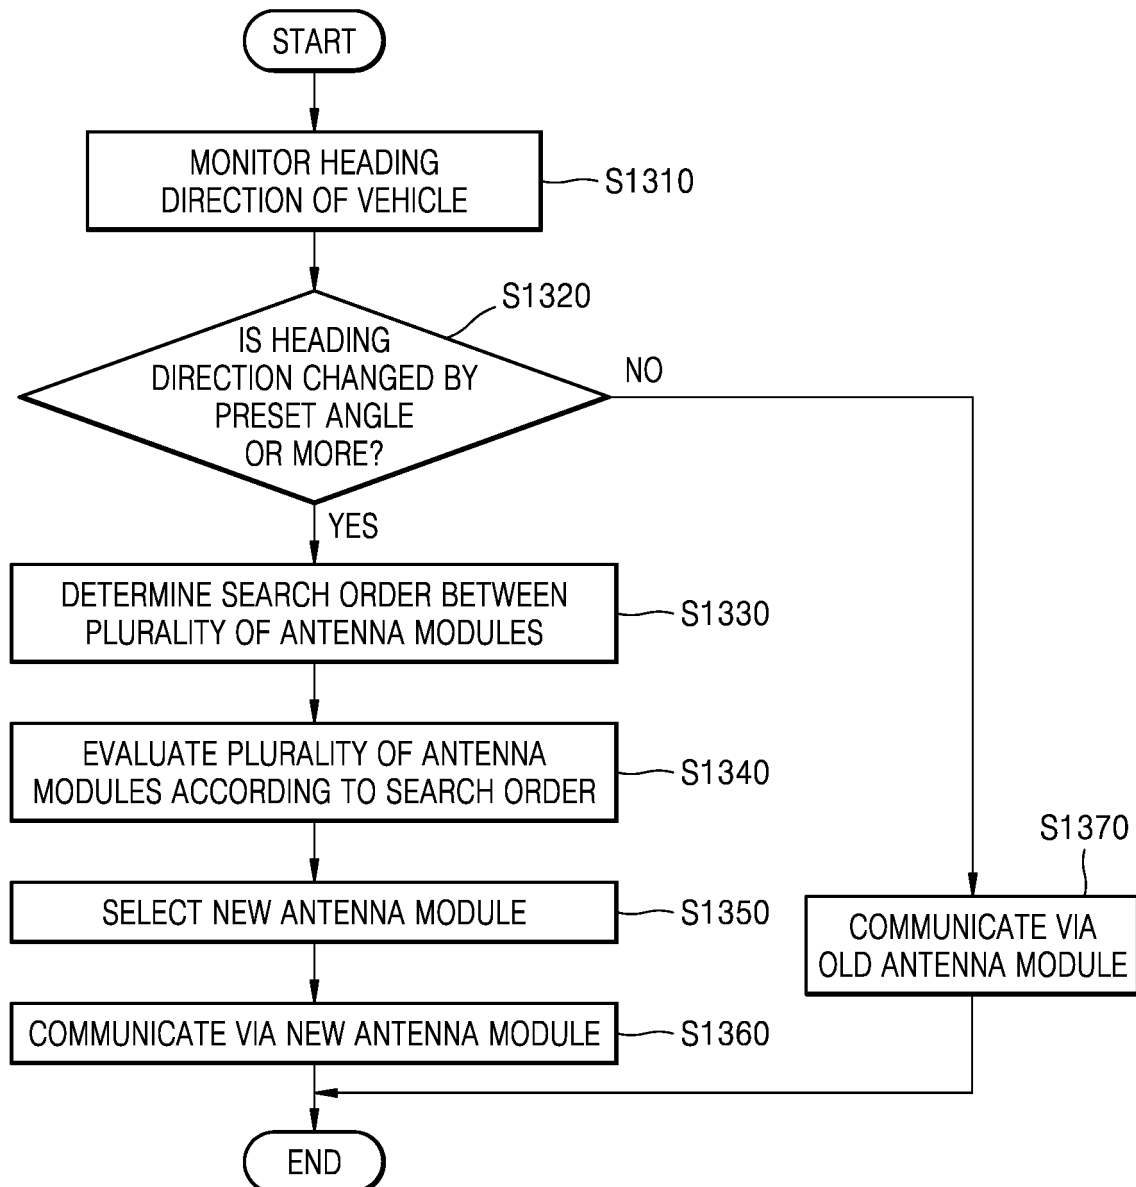 START
MONITOR HEADING
DIRECTION OF VEHICLE
S1310
S1320
IS HEADING
DIRECTION CHANGED BY
PRESET ANGLE
OR MORE?
NO
YES
DETERMINE SEARCH ORDER BETWEEN
PLURALITY OF ANTENNA MODULES
S1330
EVALUATE PLURALITY OF ANTENNA
MODULES ACCORDING TO SEARCH ORDER
S1340
SELECT NEW ANTENNA MODULE
S1350
S1370
COMMUNICATE VIA
OLD ANTENNA MODULE
COMMUNICATE VIA NEW ANTENNA MODULE
S1360
END